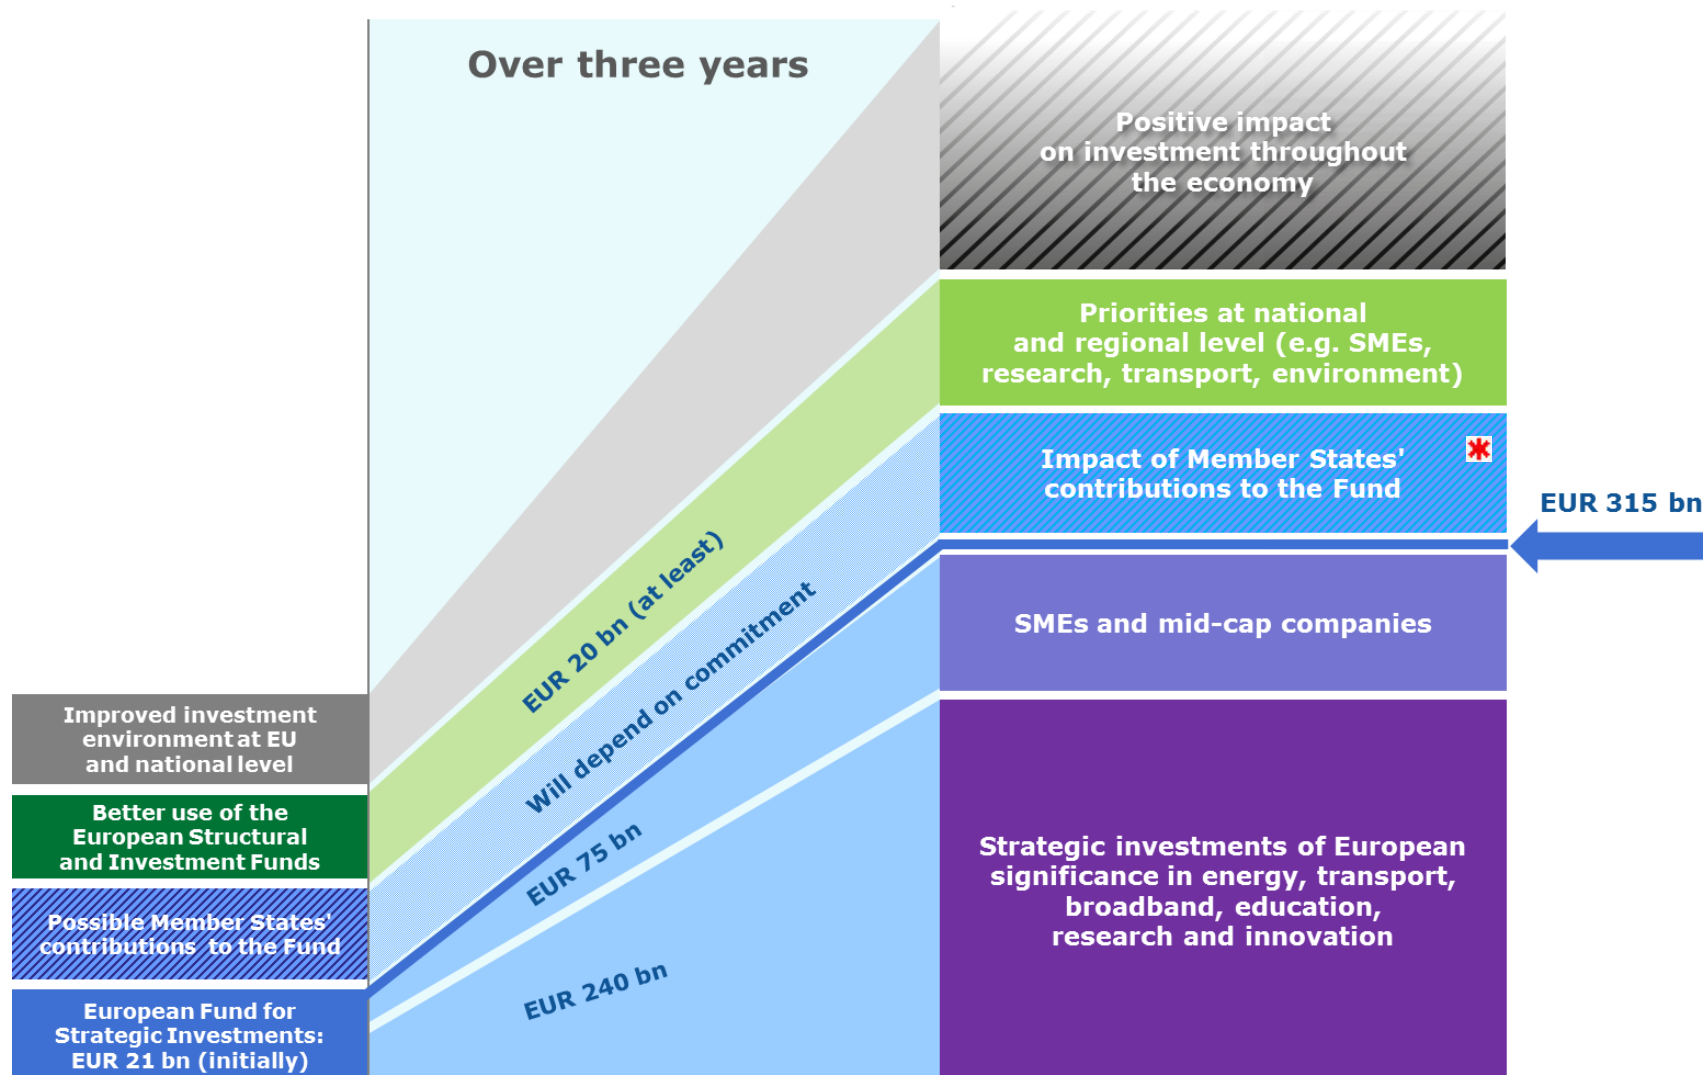 Over three years
Positive impact
on investment throughout
the economy
Priorities at national
and regional level (e.g. SMEs,
research, transport, environment)
Impact of Member States'
contributions to the Fund
EUR 315 bn
SMEs and mid-cap companies
Strategic investments of European
significance in energy, transport,
broadband, education,
research and innovation
EUR 20 bn (at least)
Will depend on commitment
EUR 75 bn
EUR 240 bn
Improved investment
environment at EU
and national level
Better use of the
European Structural
and Investment Funds
Possible Member States'
contributions to the Fund
European Fund for
Strategic Investments:
EUR 21 bn (initially)